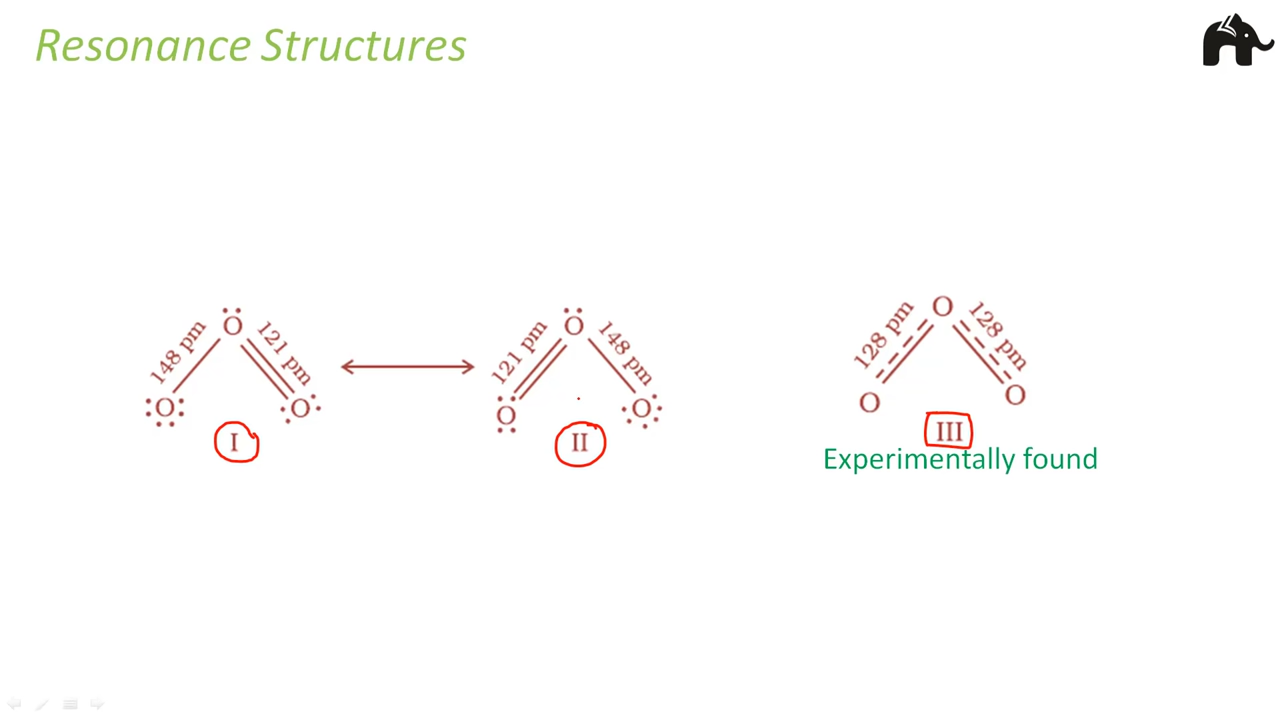 Resonance Structures
148 pm
O
121 pm
O
O
I
121 pm
O
148 pm
O
O
II
128 pm
O
128 pm
O
O
III
Experimentally found